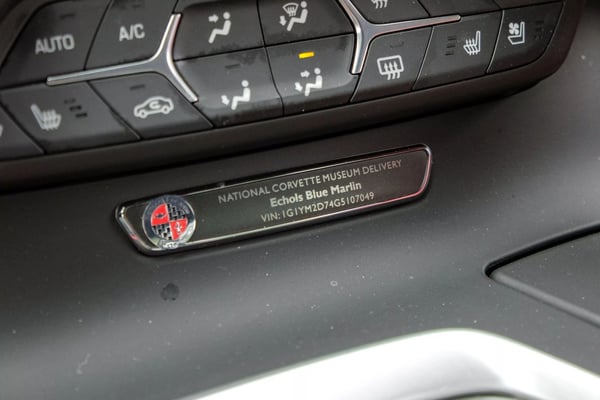 AUTO
A/C
NATIONAL CORVETTE MUSEUM DELIVERY
Echols Blue Marlin
VIN: 1G1YM2D74G5107049